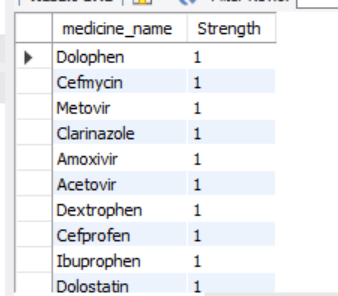 medicine_name Strength
Dolophen 1
Cefmycin 1
Metovir 1
Clarinazole 1
Amoxivir 1
Acetovir 1
Dextrophen 1
Cefprofen 1
Ibuprophen 1
Dolostatin 1